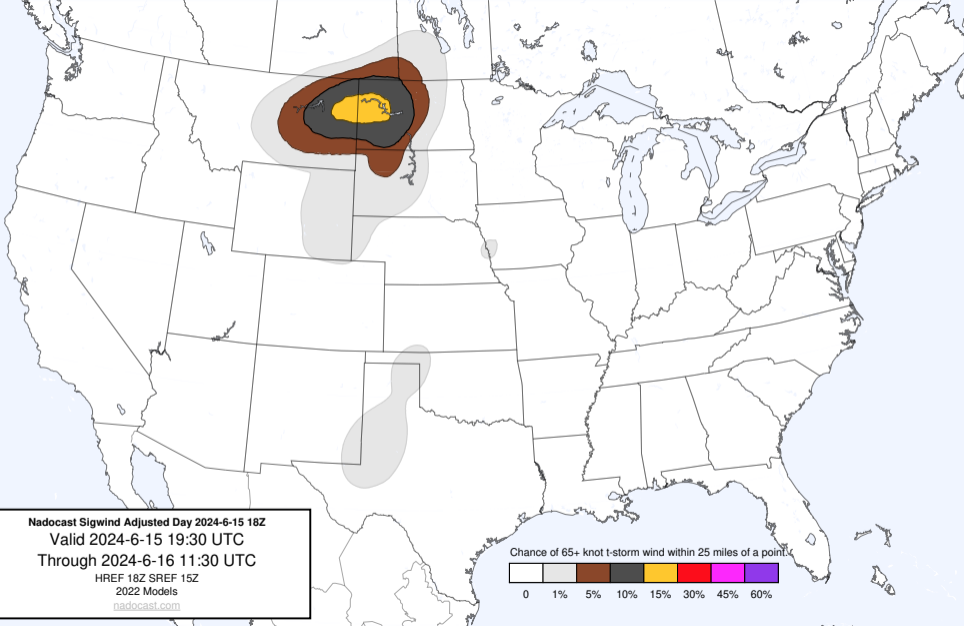 Nadocast Sigwind Adjusted Day 2024-6-15 18Z
Valid 2024-6-15 19:30 UTC
Through 2024-6-16 11:30 UTC
HREF 18Z SREF 15Z
2022 Models
nadocast.com
Chance of 65+ knot t-storm wind within 25 miles of a point.
0 1% 5% 10% 15% 30% 45% 60%